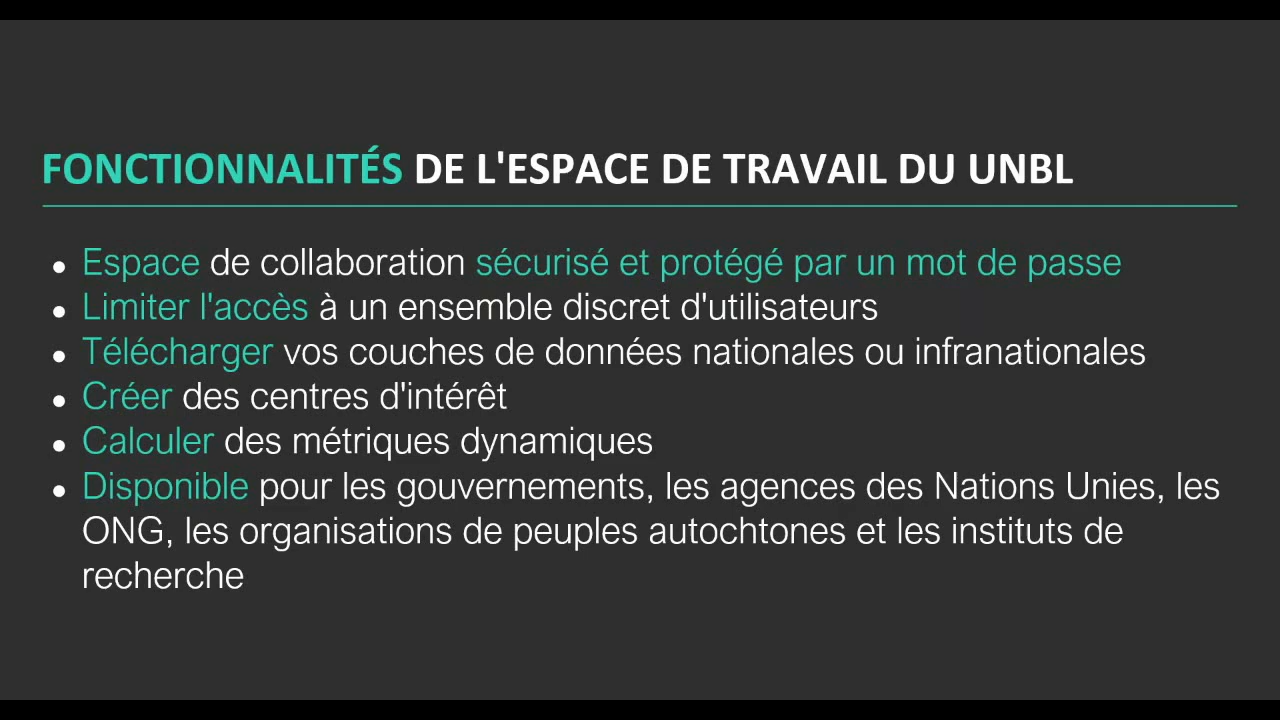 FONCTIONNALITÉS DE L'ESPACE DE TRAVAIL DU UNBL
• Espace de collaboration sécurisé et protégé par un mot de passe
• Limiter l'accès à un ensemble discret d'utilisateurs
• Télécharger vos couches de données nationales ou infranationales
• Créer des centres d'intérêt
• Calculer des métriques dynamiques
• Disponible pour les gouvernements, les agences des Nations Unies, les
ONG, les organisations de peuples autochtones et les instituts de
recherche